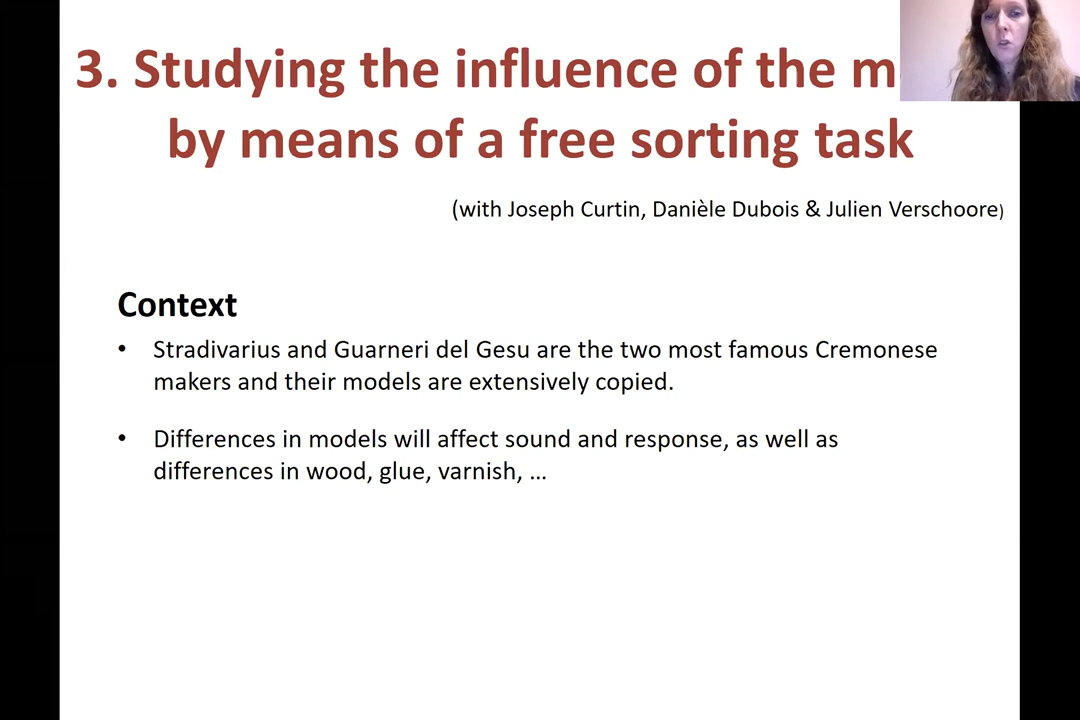 3. Studying the influence of the
by means of a free sorting task
(with Joseph Curtin, Danièle Dubois & Julien Verschoore)
Context
• Stradivarius and Guarneri del Gesu are the two most famous Cremonese
makers and their models are extensively copied.
• Differences in models will affect sound and response, as well as
differences in wood, glue, varnish, ...